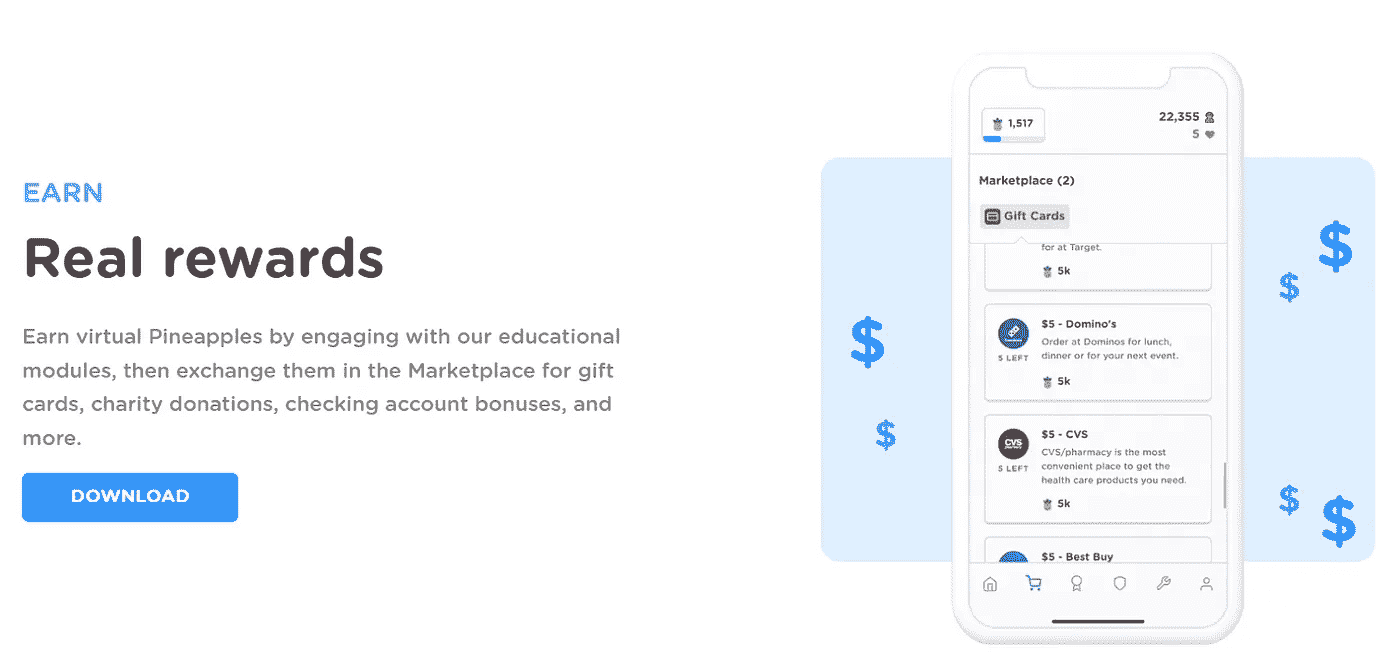 EARN
Real rewards
Earn virtual Pineapples by engaging with our educational
modules, then exchange them in the Marketplace for gift
cards, charity donations, checking account bonuses, and
more.
DOWNLOAD
1,517
22,355
5
Marketplace (2)
Gift Cards
for at Target.
5k
$5 - Domino's
Order at Dominos for lunch,
dinner or for your next event.
5 LEFT
5k
$5 - CVS
CVS/pharmacy is the most
convenient place to get the
health care products you need.
CVS
pharmacy
5 LEFT
5k
$5 - Best Buy
$
$
$
$
$
$